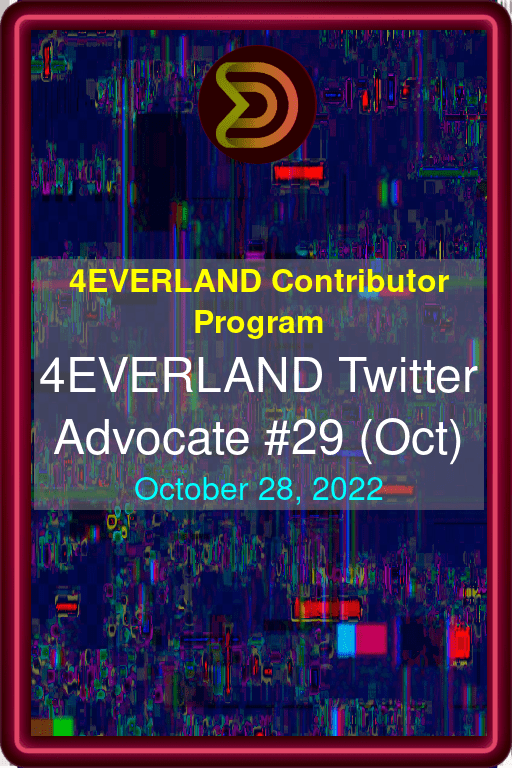 4EVERLAND Contributor
Program
4EVERLAND Twitter
Advocate #29 (Oct)
October 28, 2022